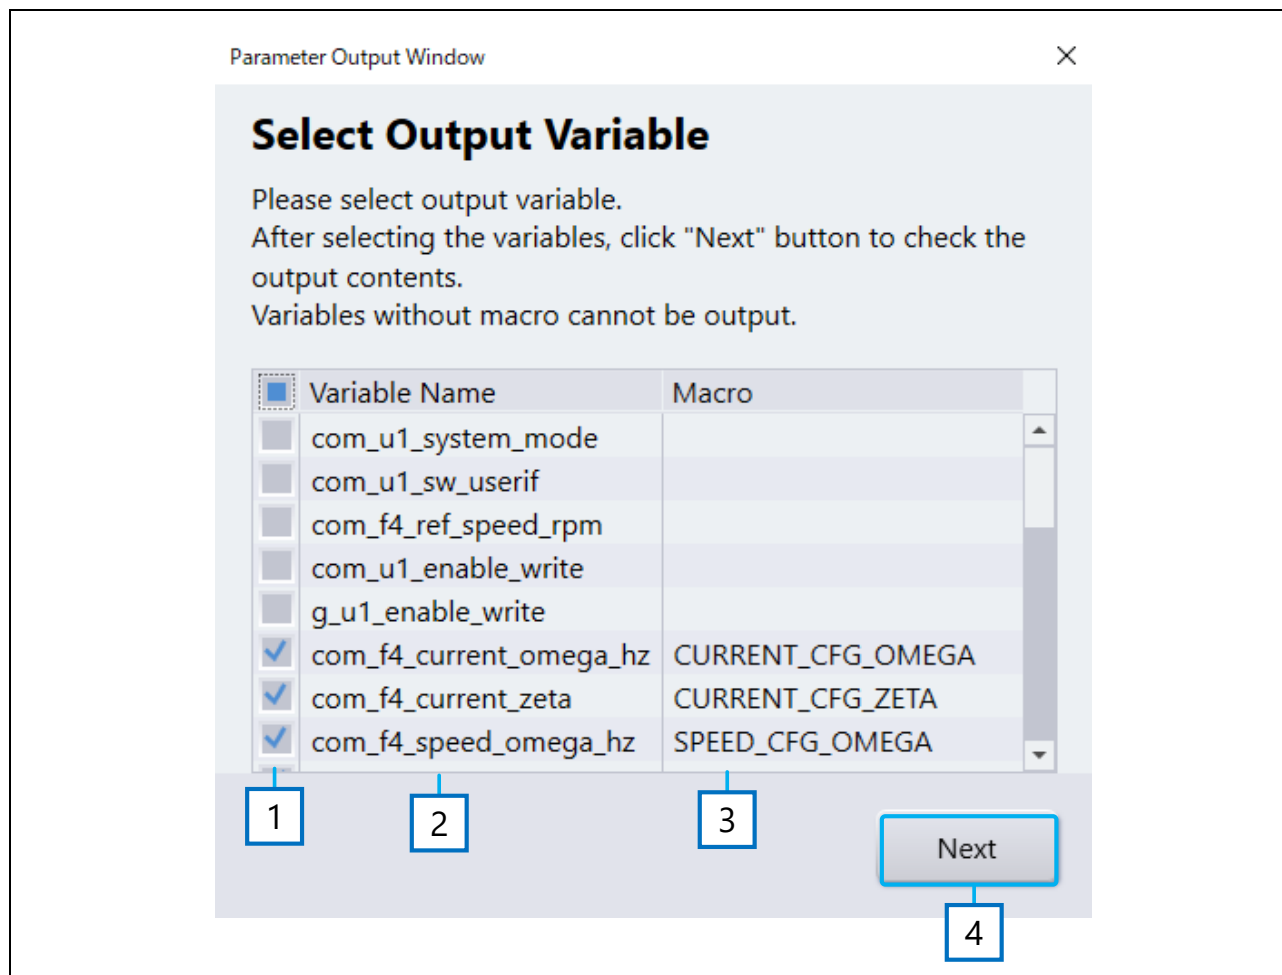 Parameter Output Window
Select Output Variable
Please select output variable.
After selecting the variables, click "Next" button to check the
output contents.
Variables without macro cannot be output.
Variable Name Macro
com_u1_system_mode
com_u1_sw_userif
com_f4_ref_speed_rpm
com_u1_enable_write
g_u1_enable_write
com_f4_current_omega_hz CURRENT_CFG_OMEGA
com_f4_current_zeta CURRENT_CFG_ZETA
com_f4_speed_omega_hz SPEED_CFG_OMEGA
1
2
3
Next
4